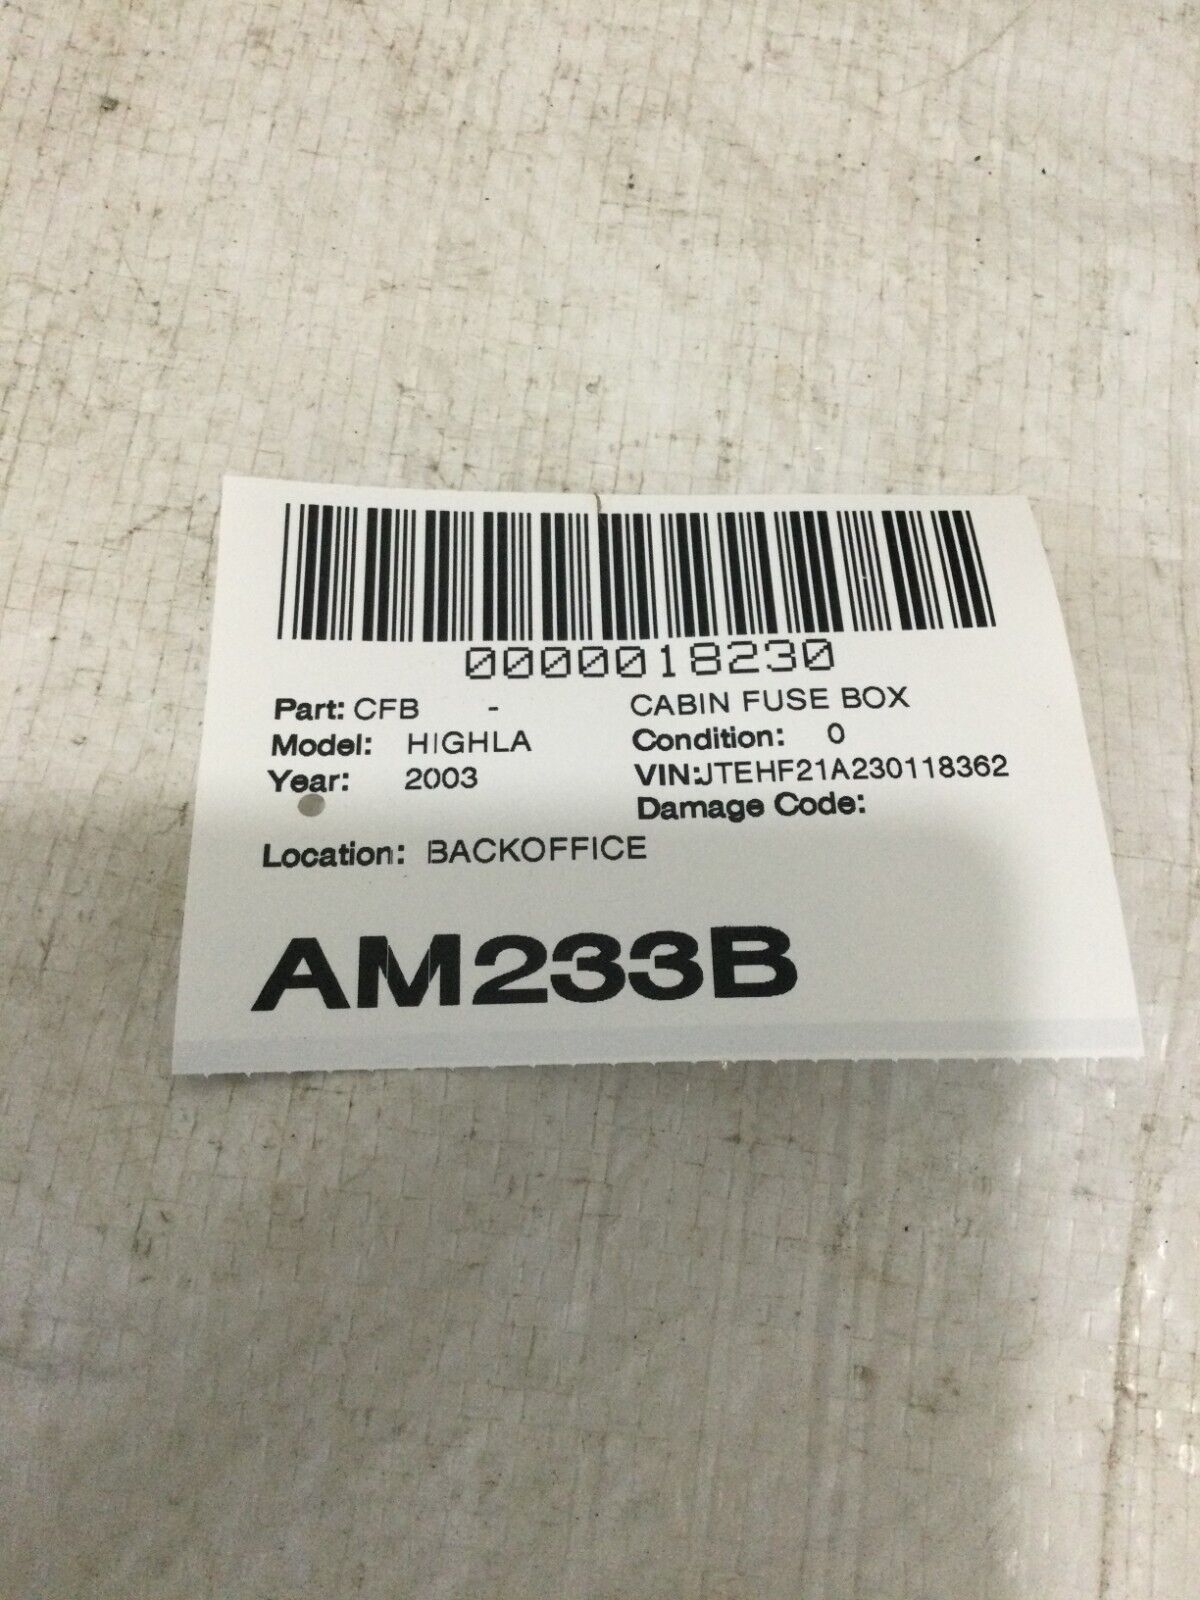 0000018230
Part: CFB - CABIN FUSE BOX
Model: HIGHLA Condition: 0
Year: 2003 VIN:JTEHF21A230118362
Damage Code:
Location: BACKOFFICE
AM233B